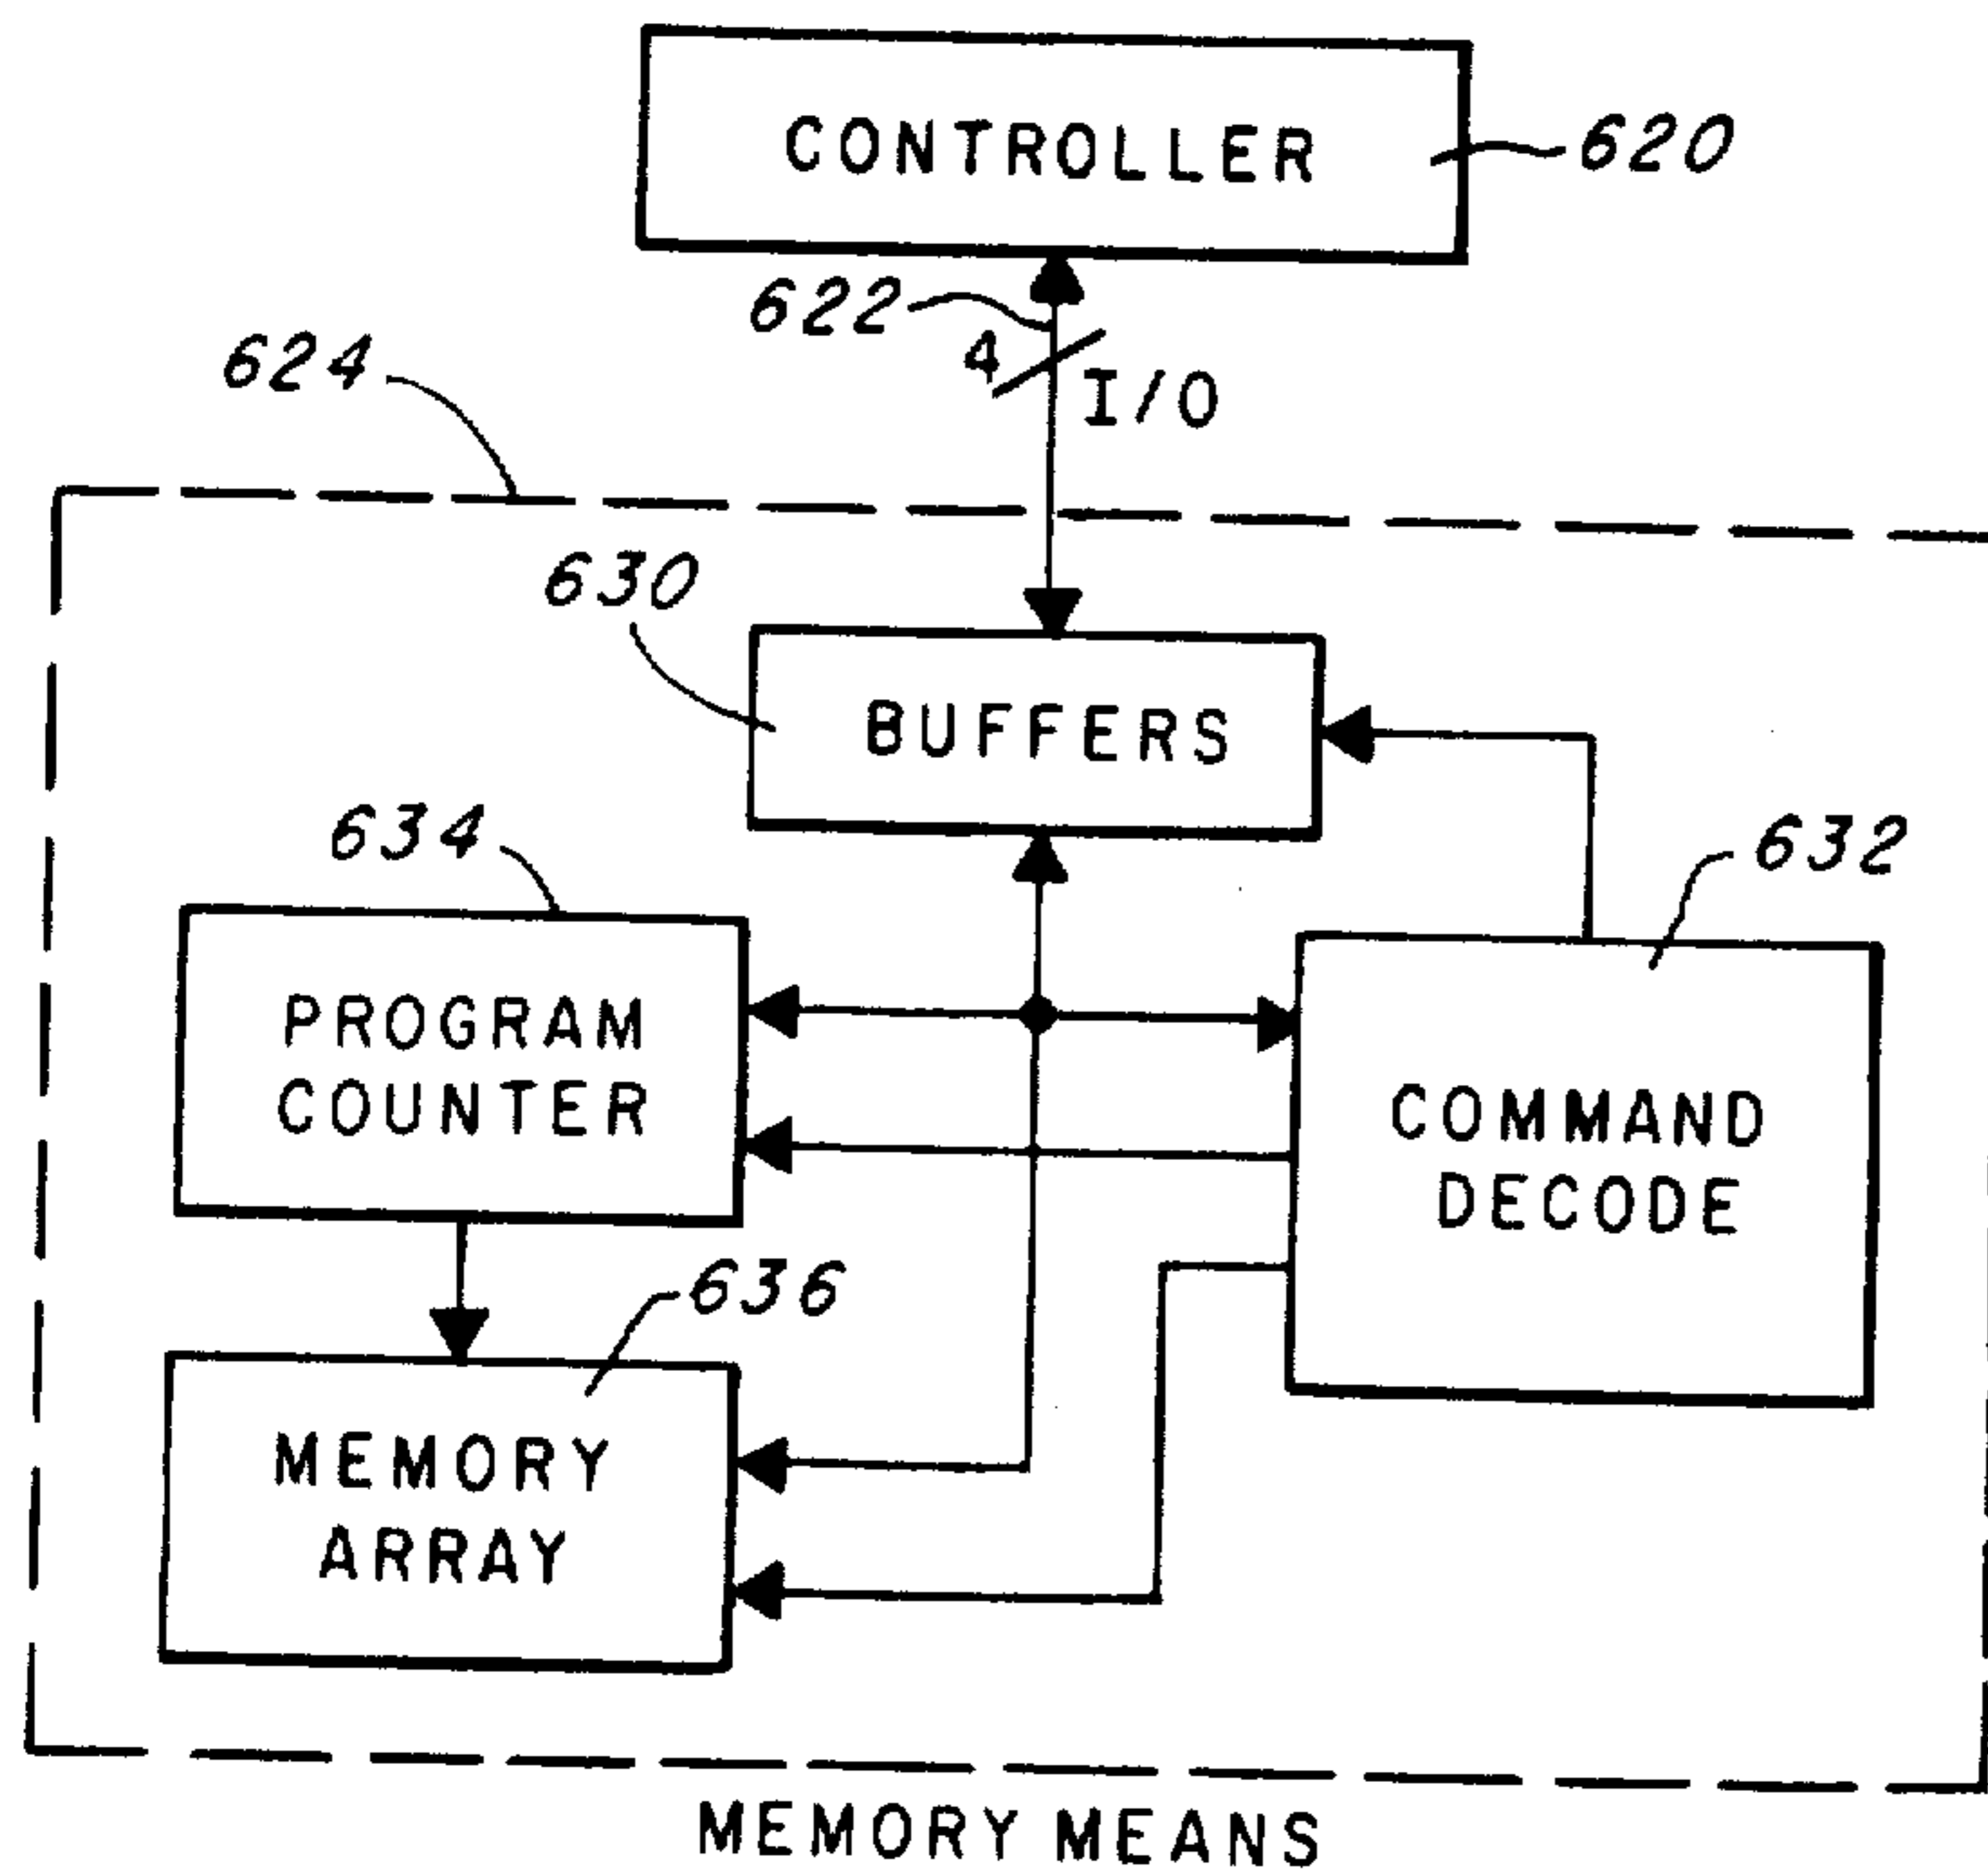 CONTROLLER
620
622
4
I/O
624
630
BUFFERS
634
632
PROGRAM
COUNTER
COMMAND
DECODE
636
MEMORY
ARRAY
MEMORY MEANS